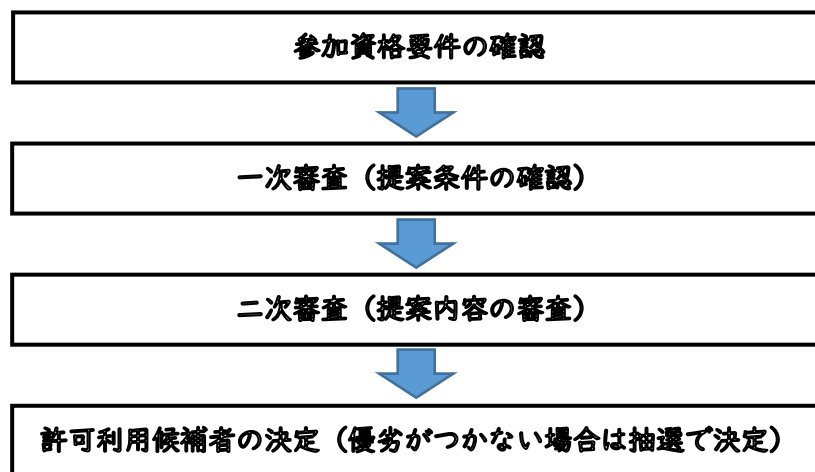 参加資格要件の確認
一次審査（提案条件の確認）
二次審査（提案内容の審査）
許可利用候補者の決定（優劣がつかない場合は抽選で決定）